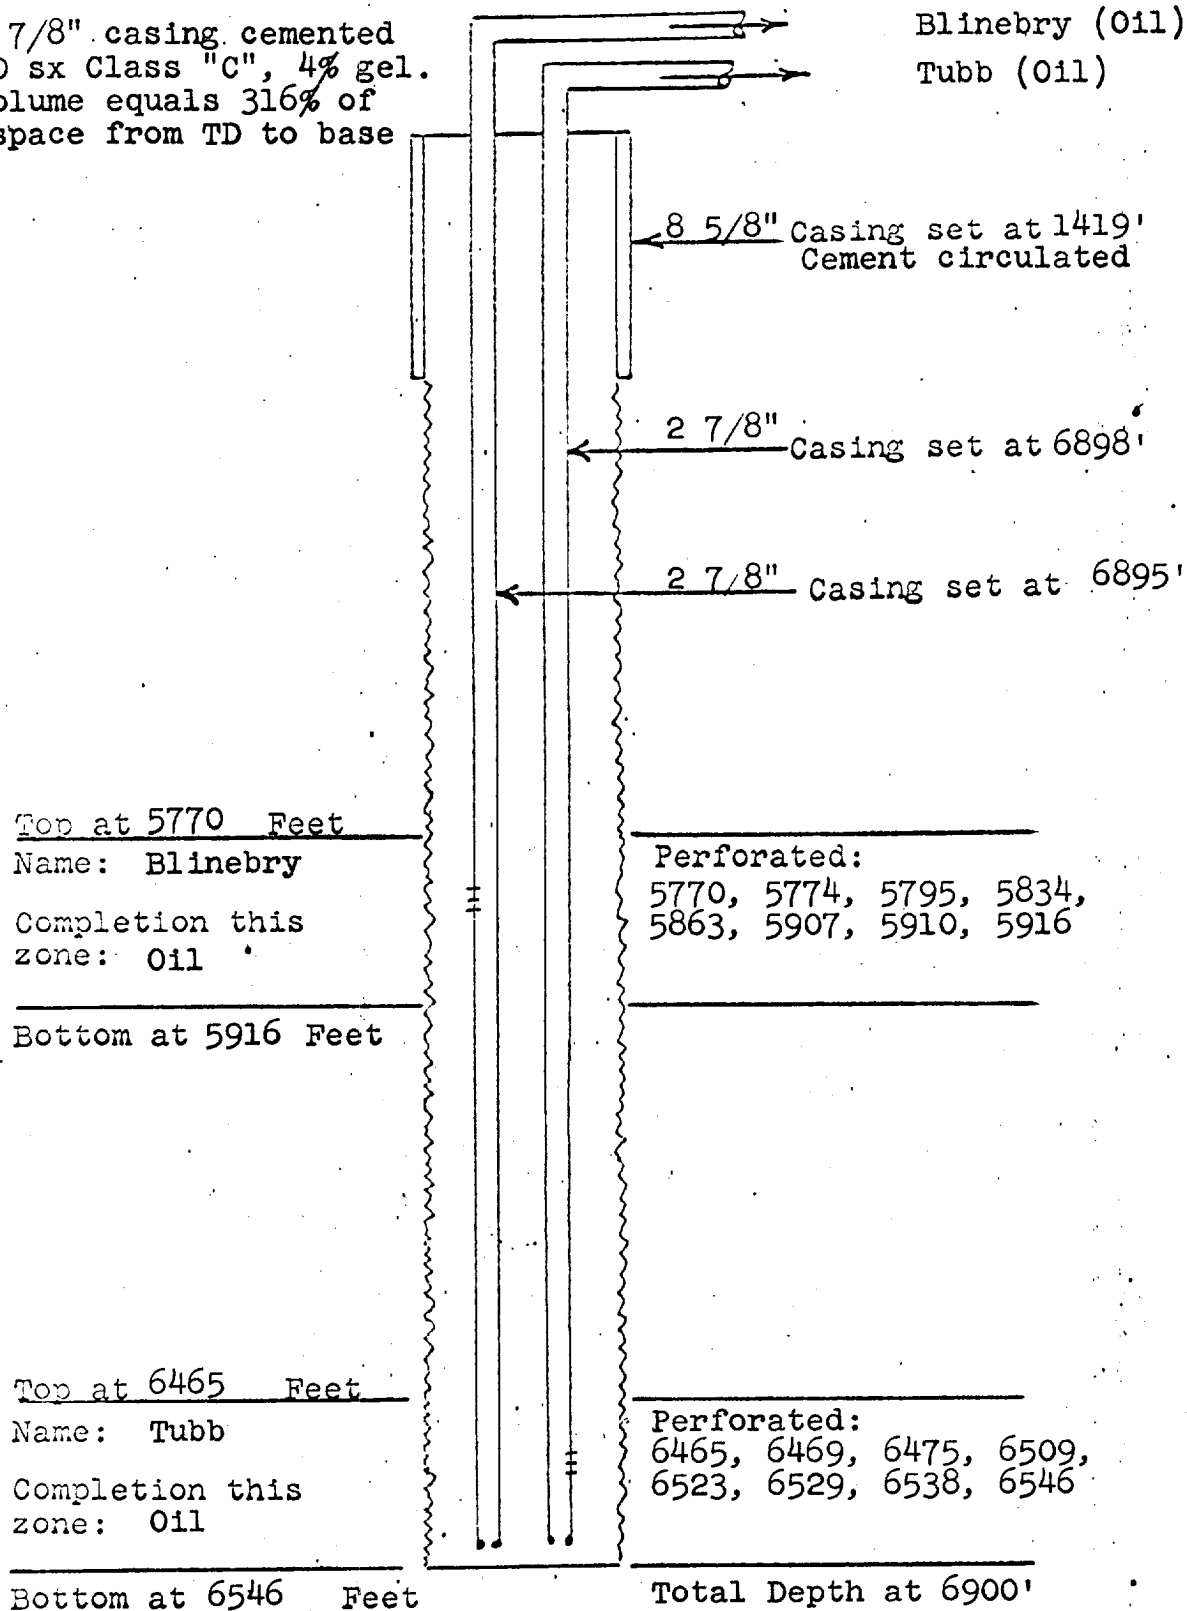 7/8" casing cemented
sx Class "C", 4% gel.
olume equals 316% of
space from TD to base
Blinebry (Oil)
Tubb (Oil)
8 5/8" Casing set at 1419'
Cement circulated
2 7/8" Casing set at 6898'
2 7/8" Casing set at 6895'
Top at 5770 Feet
Name: Blinebry
Completion this
zone: Oil
Perforated:
5770, 5774, 5795, 5834,
5863, 5907, 5910, 5916
Bottom at 5916 Feet
Top at 6465 Feet
Name: Tubb
Completion this
zone: Oil
Perforated:
6465, 6469, 6475, 6509,
6523, 6529, 6538, 6546
Bottom at 6546 Feet
Total Depth at 6900'